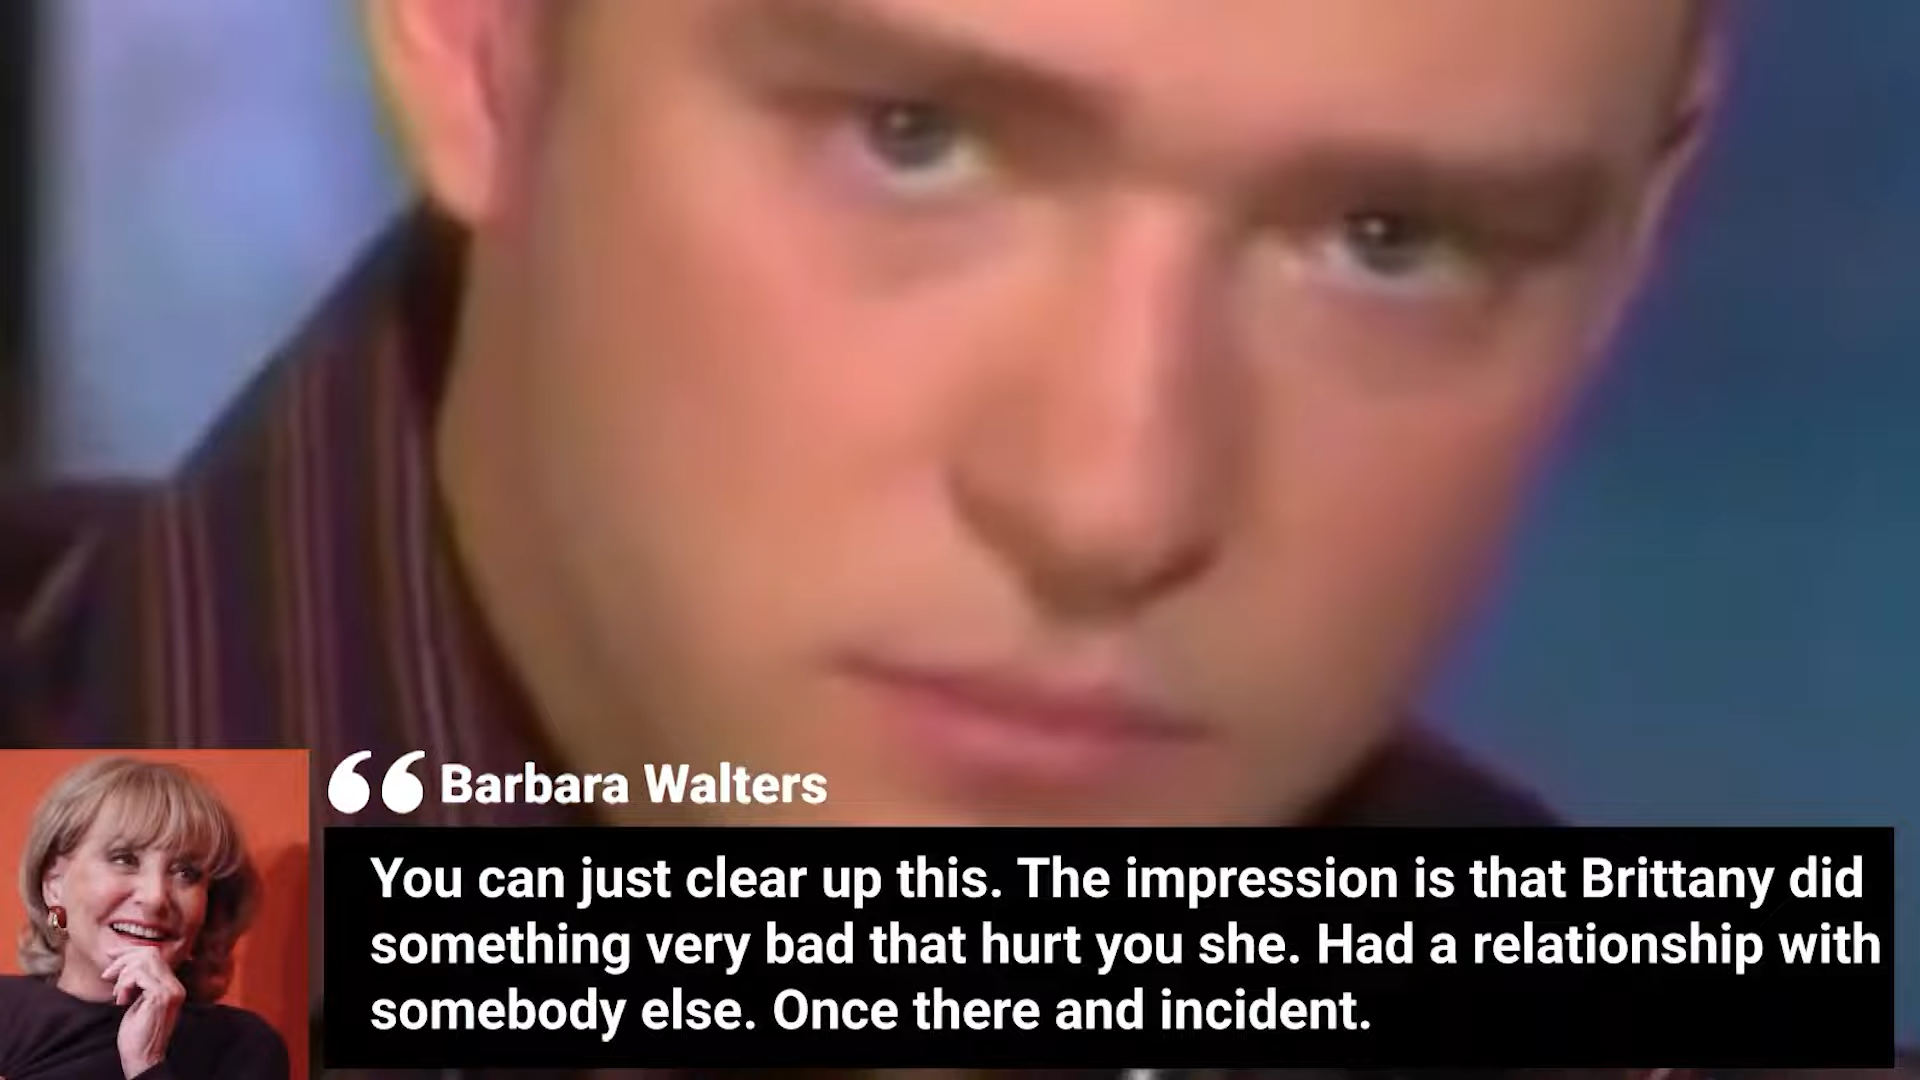 Barbara Walters
You can just clear up this. The impression is that Brittany did
something very bad that hurt you she. Had a relationship with
somebody else. Once there and incident.